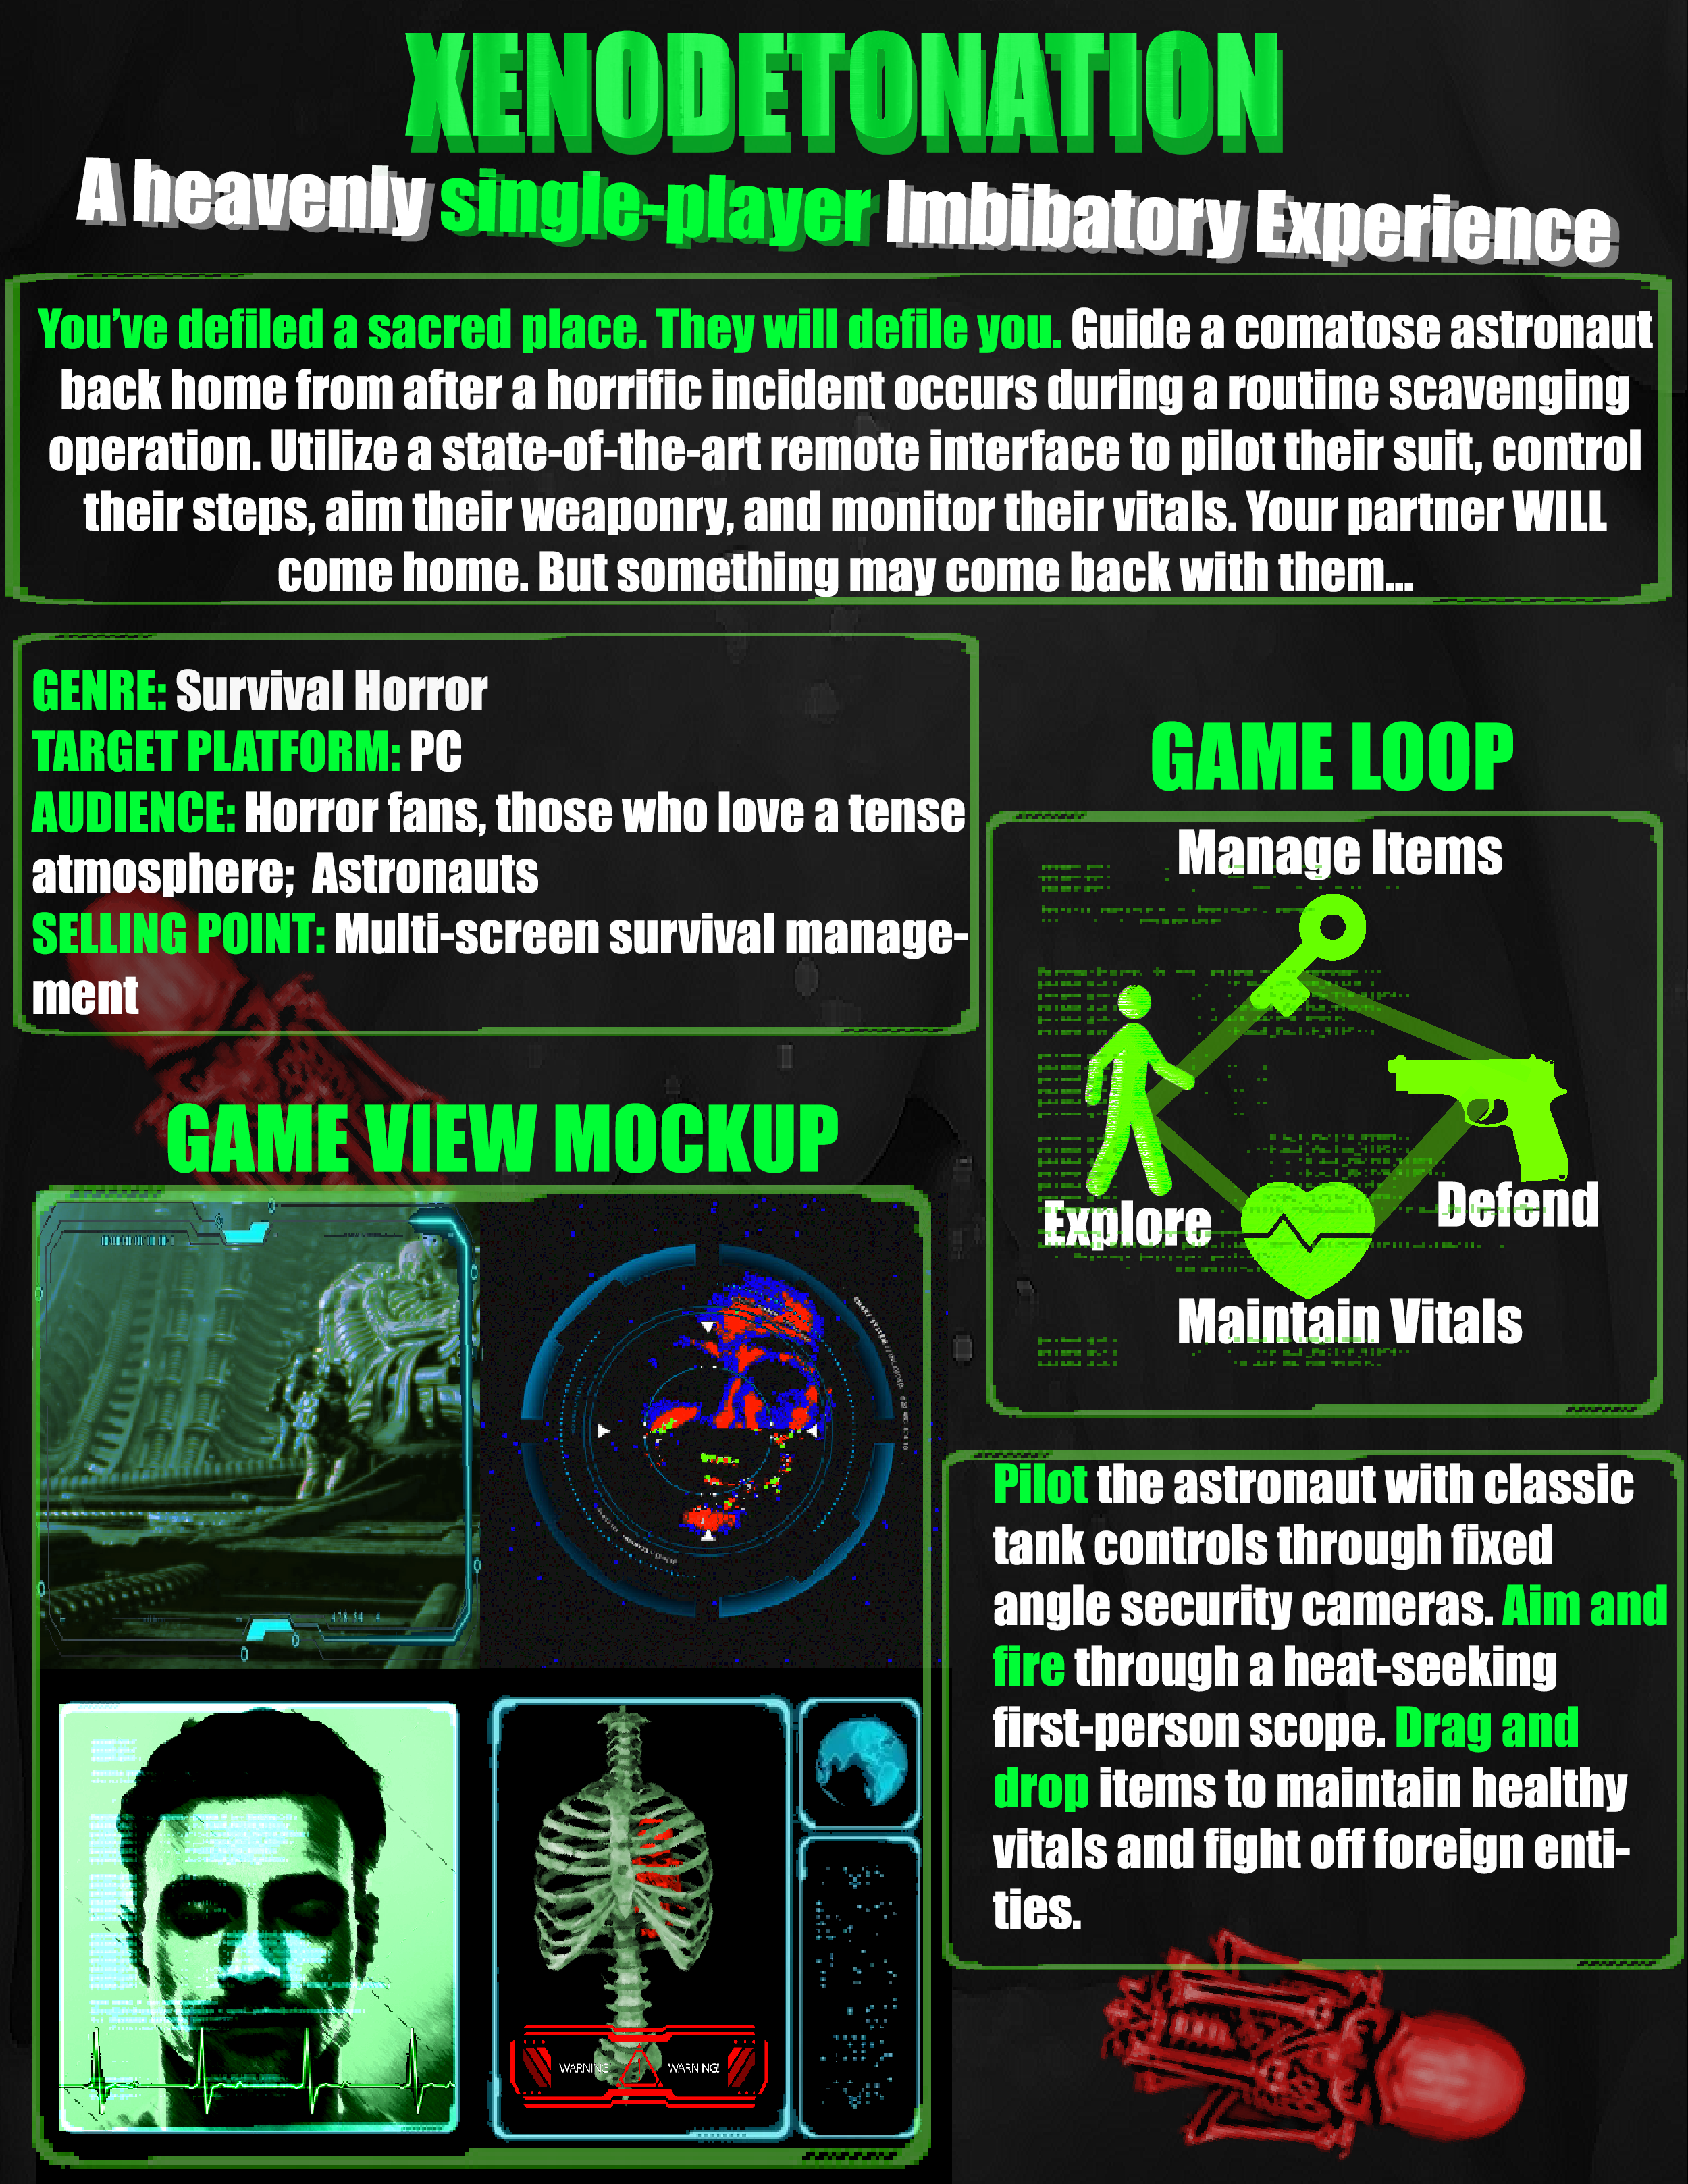 XENODETONATION
A heavenly single-player Imbibatory Experience
You've defiled a sacred place. They will defile you. Guide a comatose astronaut
back home from after a horrific incident occurs during a routine scavenging
operation. Utilize a state-of-the-art remote interface to pilot their suit, control
their steps, aim their weaponry, and monitor their vitals. Your partner WILL
come home. But something may come back with them...
GENRE: Survival Horror
TARGET PLATFORM: PC
AUDIENCE: Horror fans, those who love a tense
atmosphere;  Astronauts
SELLING POINT: Multi-screen survival manage-
ment
GAME LOOP
Manage Items
Explore
Defend
Maintain Vitals
GAME VIEW MOCKUP
WARNING
WARNING
Pilot the astronaut with classic
tank controls through fixed
angle security cameras. Aim and
fire through a heat-seeking
first-person scope. Drag and
drop items to maintain healthy
vitals and fight off foreign enti-
ties.